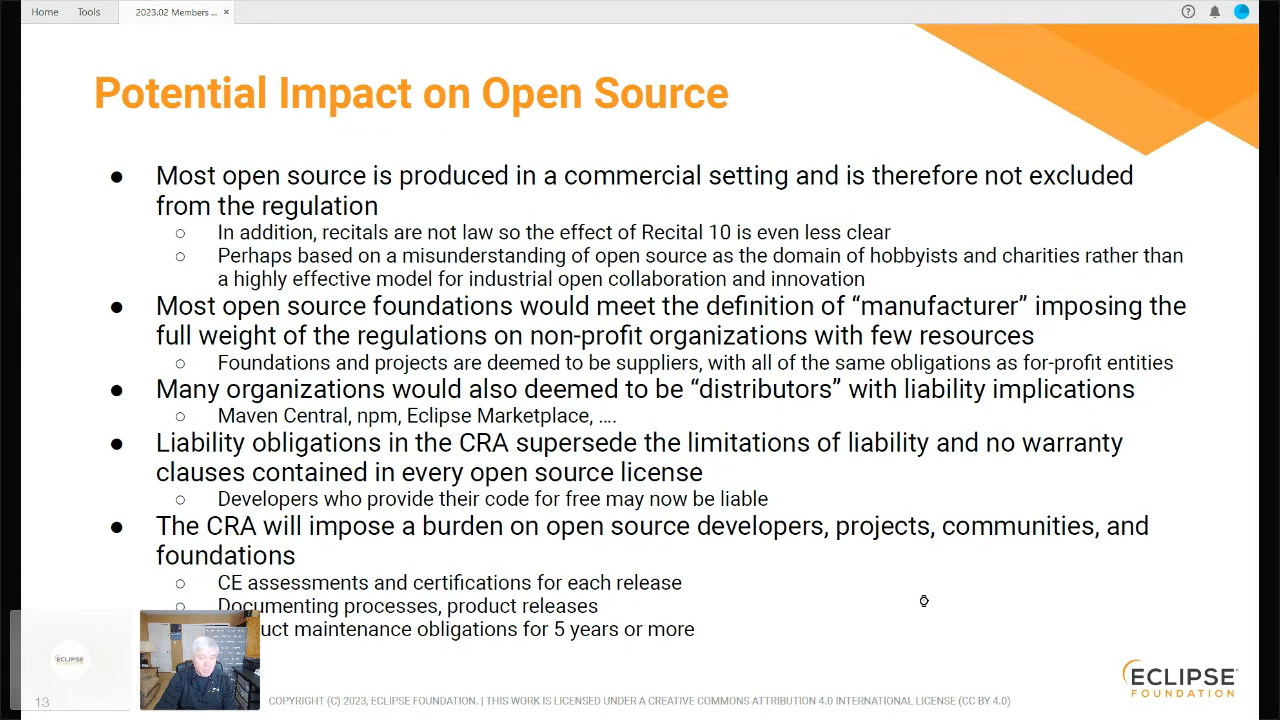 Home Tools 2023.02 Members ... ×
Potential Impact on Open Source
● Most open source is produced in a commercial setting and is therefore not excluded
from the regulation
○ In addition, recitals are not law so the effect of Recital 10 is even less clear
○ Perhaps based on a misunderstanding of open source as the domain of hobbyists and charities rather than
a highly effective model for industrial open collaboration and innovation
● Most open source foundations would meet the definition of “manufacturer” imposing the
full weight of the regulations on non-profit organizations with few resources
○ Foundations and projects are deemed to be suppliers, with all of the same obligations as for-profit entities
● Many organizations would also deemed to be “distributors” with liability implications
○ Maven Central, npm, Eclipse Marketplace, ....
● Liability obligations in the CRA supersede the limitations of liability and no warranty
clauses contained in every open source license
○ Developers who provide their code for free may now be liable
● The CRA will impose a burden on open source developers, projects, communities, and
foundations
○ CE assessments and certifications for each release
○ Documenting processes, product releases
uct maintenance obligations for 5 years or more
ECLIPSE
FOUNDATION
13
COPYRIGHT (C) 2023, ECLIPSE FOUNDATION. | THIS WORK IS LICENSED UNDER A CREATIVE COMMONS ATTRIBUTION 4.0 INTERNATIONAL LICENSE (CC BY 4.0)
ECLIPSE
FOUNDATION